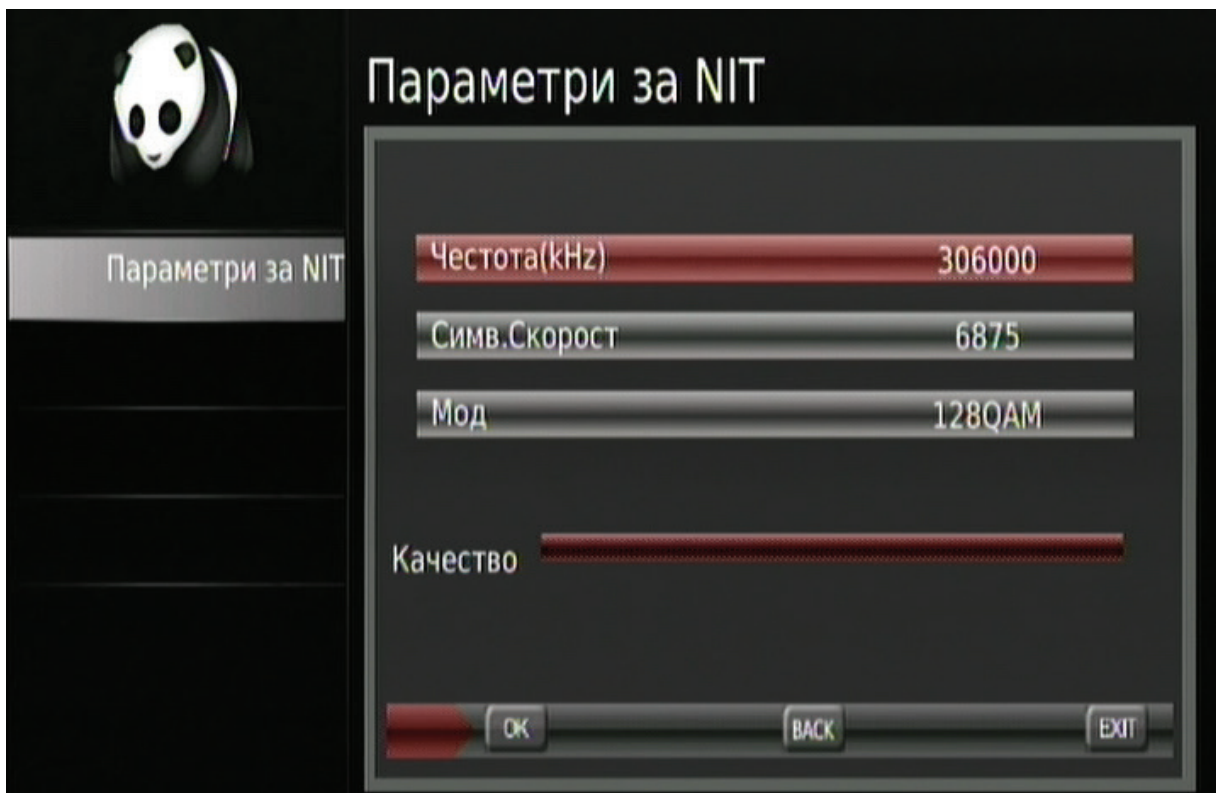 Параметри за NIT
Параметри за NIT
Честота(kHz) 306000
Симв.Скорост 6875
Мод 128QAM
Качество
OK BACK EXIT